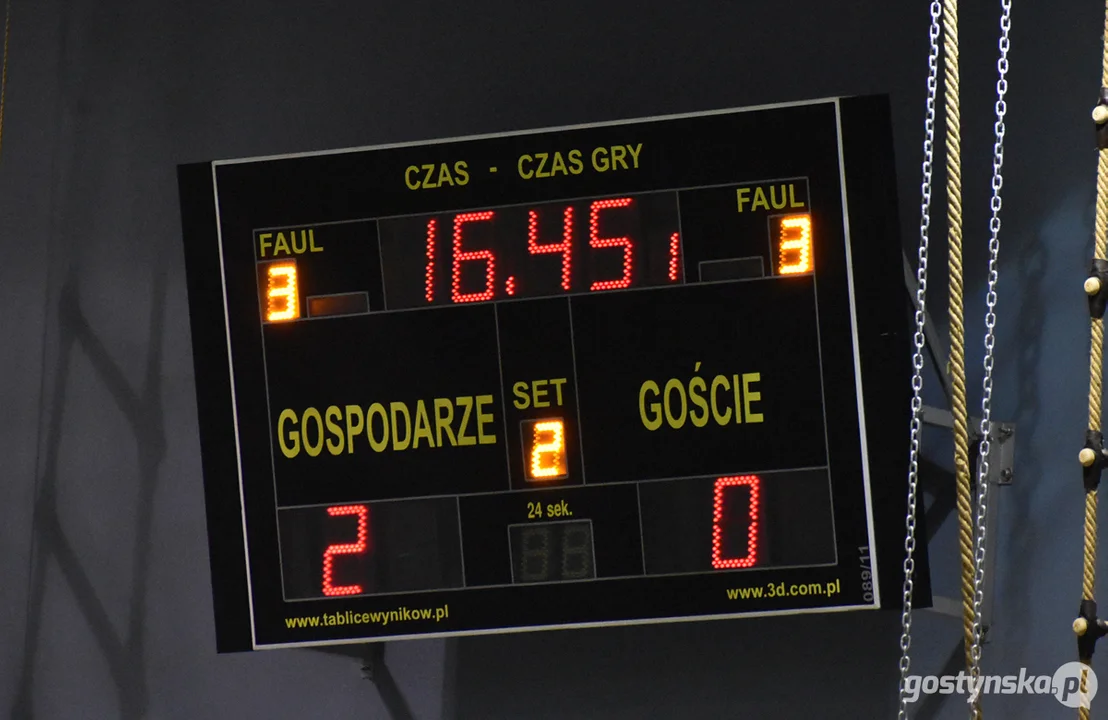 CZAS - CZAS GRY
FAUL
16.45
FAUL
3
3
GOSPODARZE
SET
GOŚCIE
2
2
24 sek.
0
www.tablicewynikow.pl
www.3d.com.pl
089/11
gostynska.pl